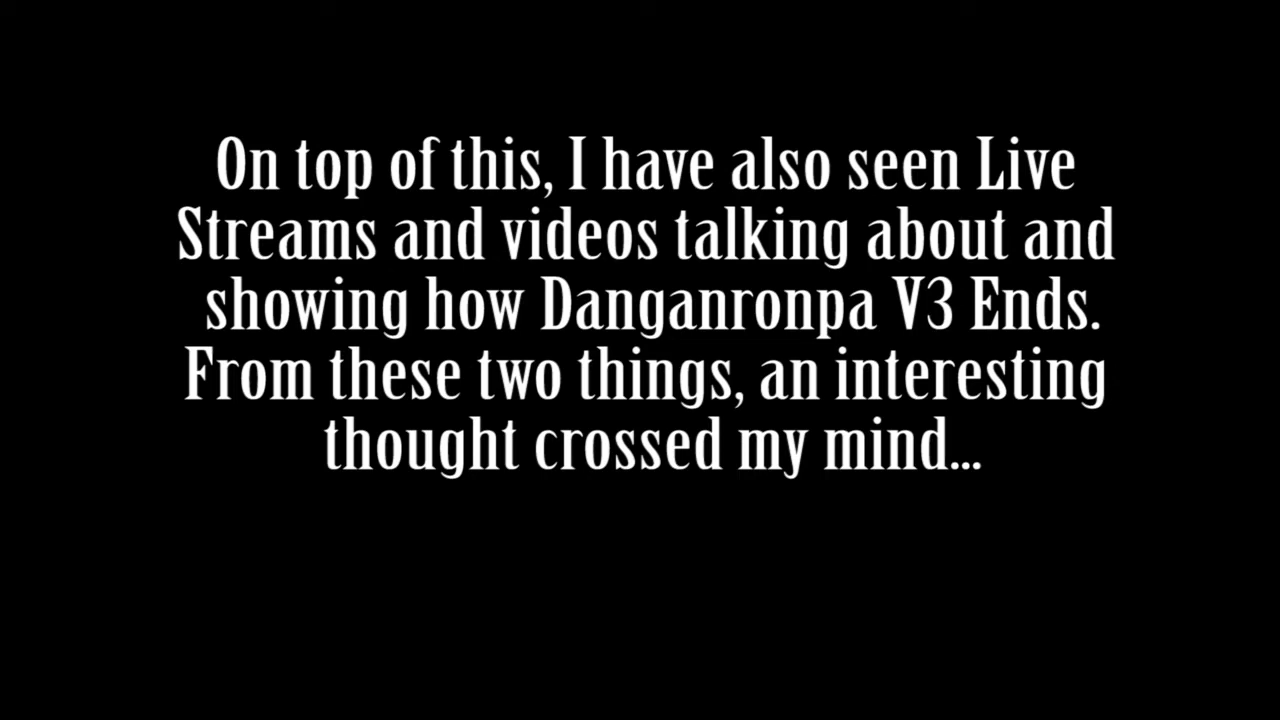 On top of this, I have also seen Live
Streams and videos talking about and
showing how Danganronpa V3 Ends.
From these two things, an interesting
thought crossed my mind...